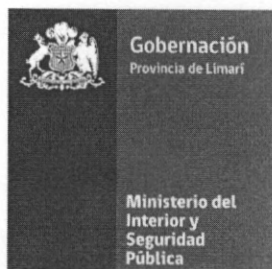 Gobernación
Provincia de Limarí
Ministerio del
Interior y
Seguridad
Pública